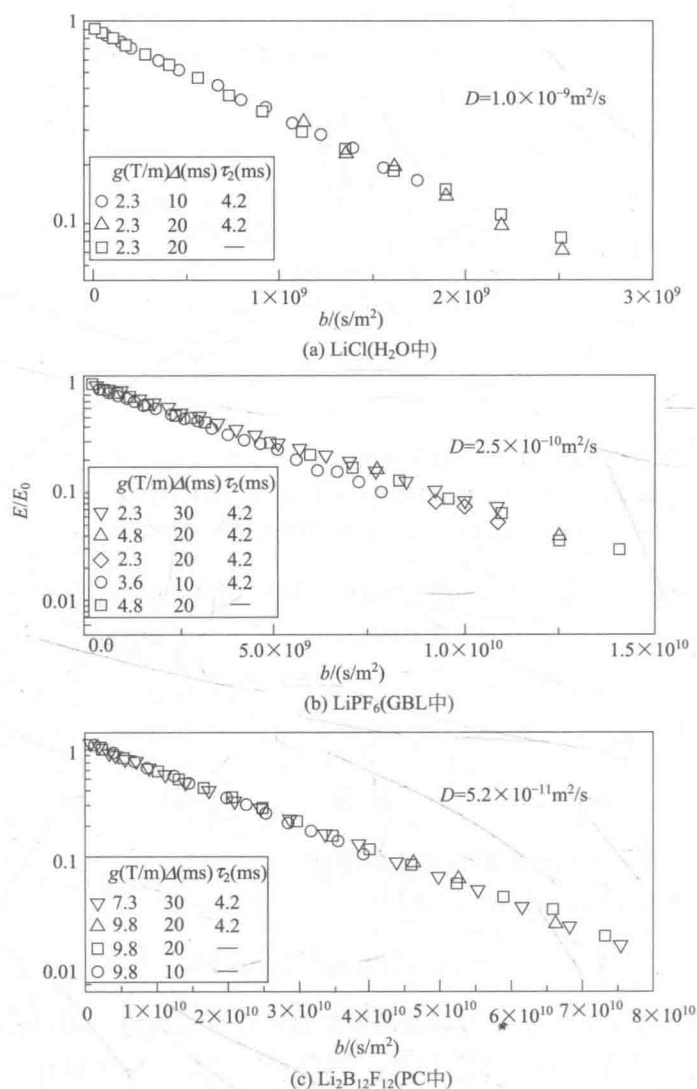 1
D=1.0×10⁻⁹m²/s
g(T/m) Δ(ms) τ₂(ms)
○ 2.3 10 4.2
△ 2.3 20 4.2
□ 2.3 20 —
0.1
0 1×10⁹ 2×10⁹ 3×10⁹
b/(s/m²)
(a) LiCl(H₂O中)
1
D=2.5×10⁻¹⁰m²/s
E/E₀
g(T/m) Δ(ms) τ₂(ms)
▽ 2.3 30 4.2
△ 4.8 20 4.2
◇ 2.3 20 4.2
○ 3.6 10 4.2
□ 4.8 20 —
0.1
0.01
0.0 5.0×10⁹ 1.0×10¹⁰ 1.5×10¹⁰
b/(s/m²)
(b) LiPF₆(GBL中)
1
D=5.2×10⁻¹¹m²/s
0.1
g(T/m) Δ(ms) τ₂(ms)
▽ 7.3 30 4.2
△ 9.8 20 4.2
□ 9.8 20 —
○ 9.8 10 —
0.01
0 1×10¹⁰ 2×10¹⁰ 3×10¹⁰ 4×10¹⁰ 5×10¹⁰ 6×10¹⁰ 7×10¹⁰ 8×10¹⁰
b/(s/m²)
(c) Li₂B₁₂F₁₂(PC中)